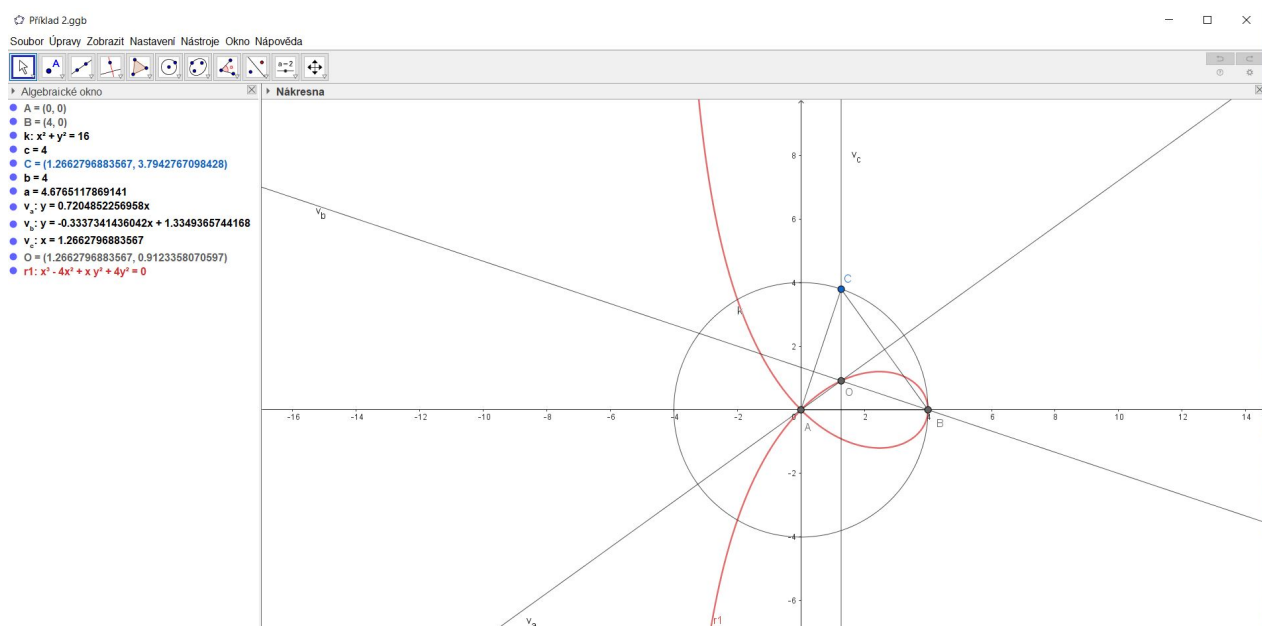 Příklad 2.ggb
Soubor Úpravy Zobrazit Nastavení Nástroje Okno Nápověda
A
a=2
Algebraické okno
Nákresna
A = (0, 0)
B = (4, 0)
k: x² + y² = 16
c = 4
C = (1.2662796883567, 3.7942767098428)
b = 4
a = 4.6765117869141
vₐ: y = 0.7204852256958x
v_b: y = -0.3337341436042x + 1.3349365744168
v_c: x = 1.2662796883567
O = (1.2662796883567, 0.9123358070597)
r1: x³ - 4x² + x y² + 4y² = 0
8
v_c
v_b
6
C
4
k
2
O
-16 -14 -12 -10 -8 -6 -4 -2 0 2 4 6 8 10 12 14
A
B
-2
-4
-6
r1
vₐ